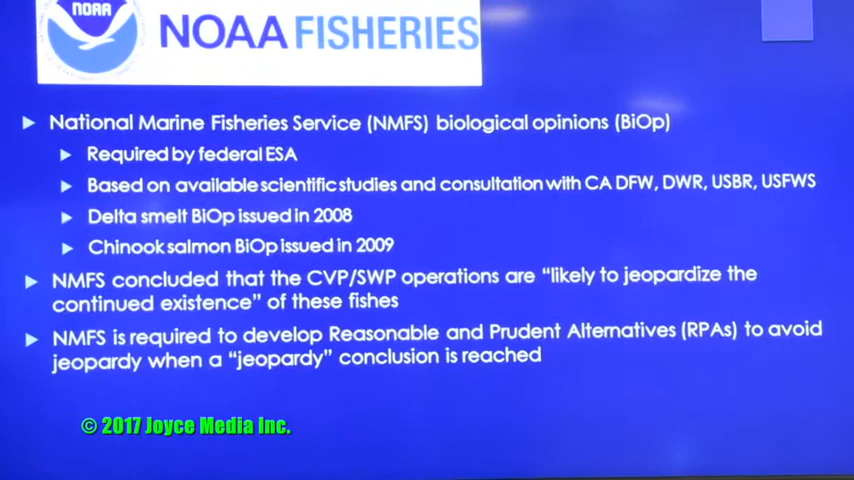 NOAA
NOAA FISHERIES
National Marine Fisheries Service (NMFS) biological opinions (BiOp)
Required by federal ESA
Based on available scientific studies and consultation with CA DFW, DWR, USBR, USFWS
Delta smelt BiOp issued in 2008
Chinook salmon BiOp issued in 2009
NMFS concluded that the CVP/SWP operations are “likely to jeopardize the
continued existence” of these fishes
NMFS is required to develop Reasonable and Prudent Alternatives (RPAs) to avoid
jeopardy when a “jeopardy” conclusion is reached
© 2017 Joyce Media Inc.